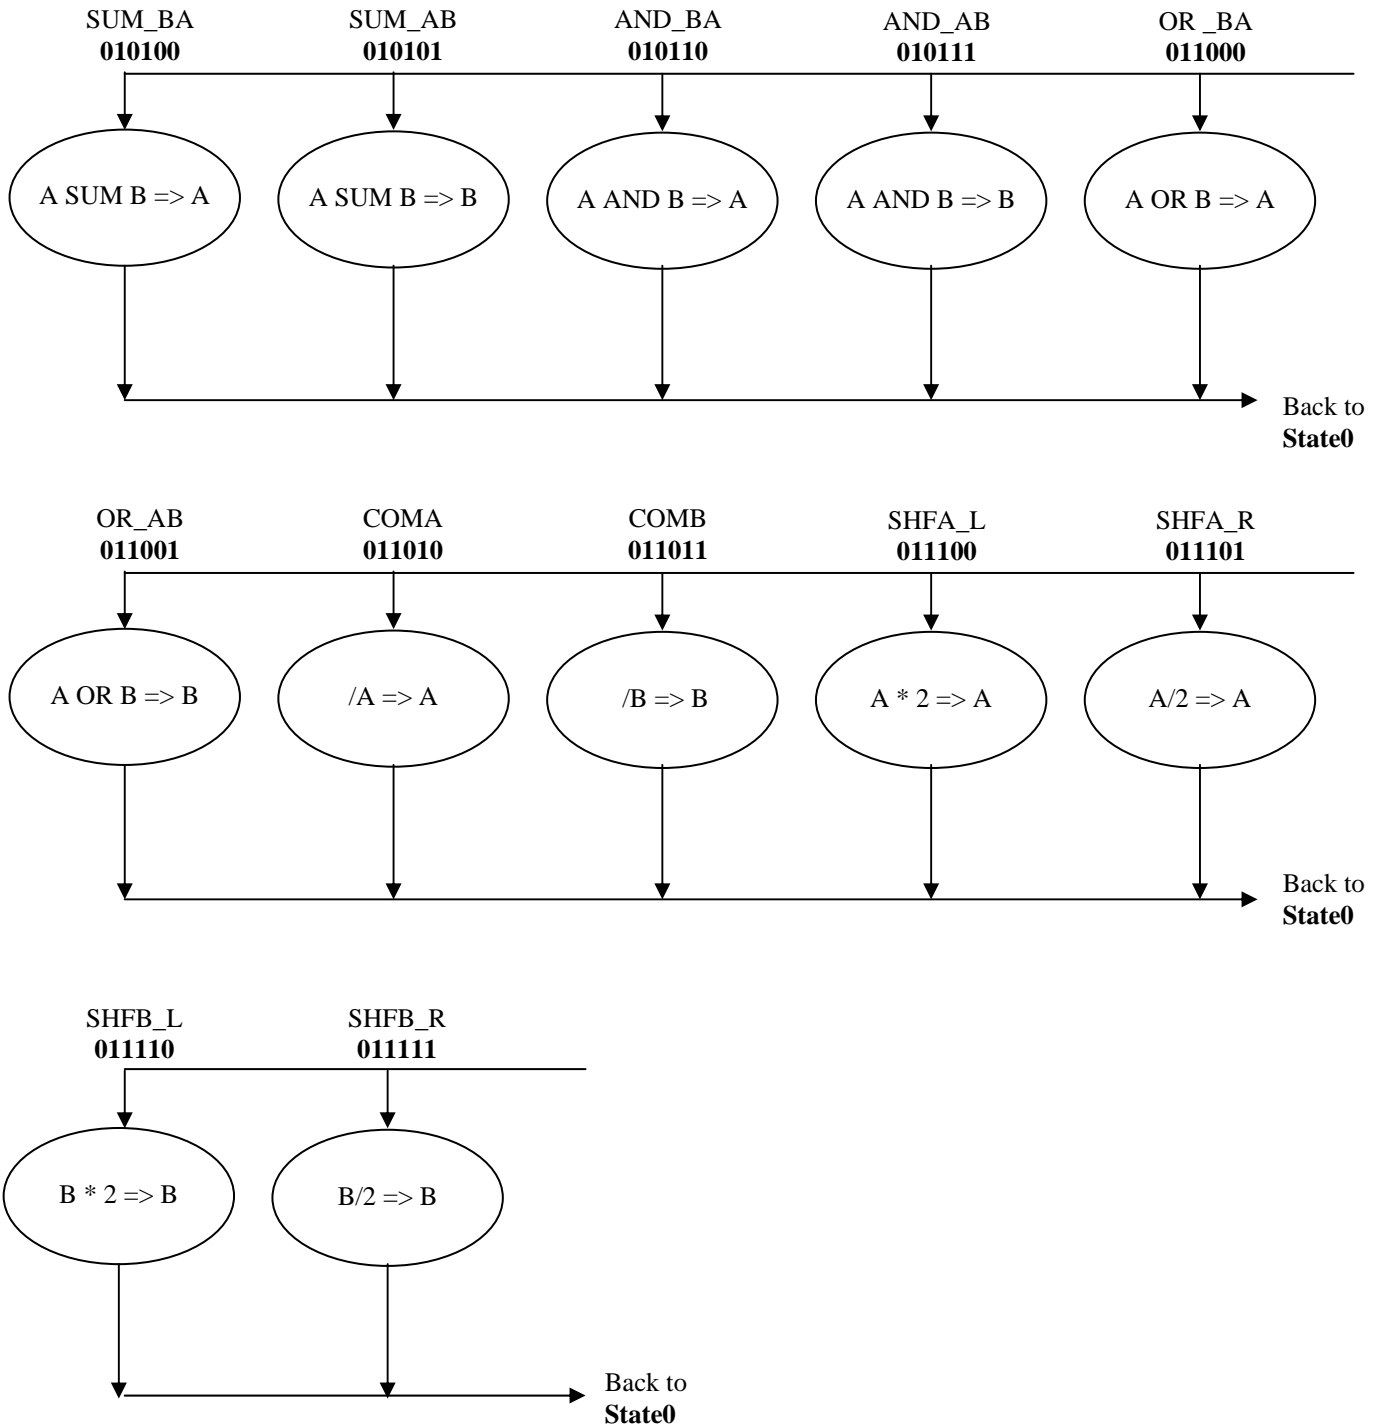 SUM_BA
010100
SUM_AB
010101
AND_BA
010110
AND_AB
010111
OR _BA
011000
A SUM B => A
A SUM B => B
A AND B => A
A AND B => B
A OR B => A
Back to
State0
OR_AB
011001
COMA
011010
COMB
011011
SHFA_L
011100
SHFA_R
011101
A OR B => B
/A => A
/B => B
A * 2 => A
A/2 => A
Back to
State0
SHFB_L
011110
SHFB_R
011111
B * 2 => B
B/2 => B
Back to
State0